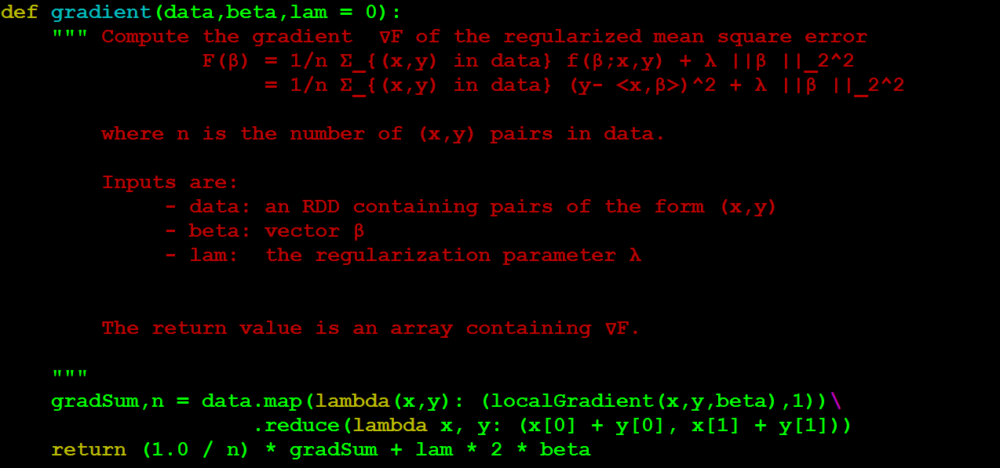 def gradient(data,beta,lam = 0):
    """ Compute the gradient  ∇F of the regularized mean square error
            F(β) = 1/n Σ_{(x,y) in data} f(β;x,y) + λ ||β ||_2^2
                 = 1/n Σ_{(x,y) in data} (y- <x,β>)^2 + λ ||β ||_2^2

        where n is the number of (x,y) pairs in data.

        Inputs are:
             - data: an RDD containing pairs of the form (x,y)
             - beta: vector β
             - lam:  the regularization parameter λ


        The return value is an array containing ∇F.

    """
    gradSum,n = data.map(lambda(x,y): (localGradient(x,y,beta),1))\
                    .reduce(lambda x, y: (x[0] + y[0], x[1] + y[1]))
    return (1.0 / n) * gradSum + lam * 2 * beta